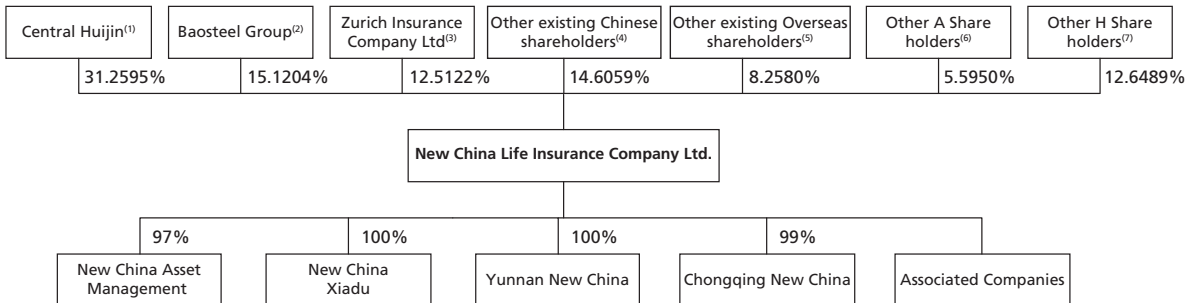 Central Huijin(1)
Baosteel Group(2)
Zurich Insurance
Company Ltd(3)
Other existing Chinese
shareholders(4)
Other existing Overseas
shareholders(5)
Other A Share
holders(6)
Other H Share
holders(7)
31.2595%
15.1204%
12.5122%
14.6059%
8.2580%
5.5950%
12.6489%
New China Life Insurance Company Ltd.
97%
100%
100%
99%
New China Asset
Management
New China
Xiadu
Yunnan New China
Chongqing New China
Associated Companies